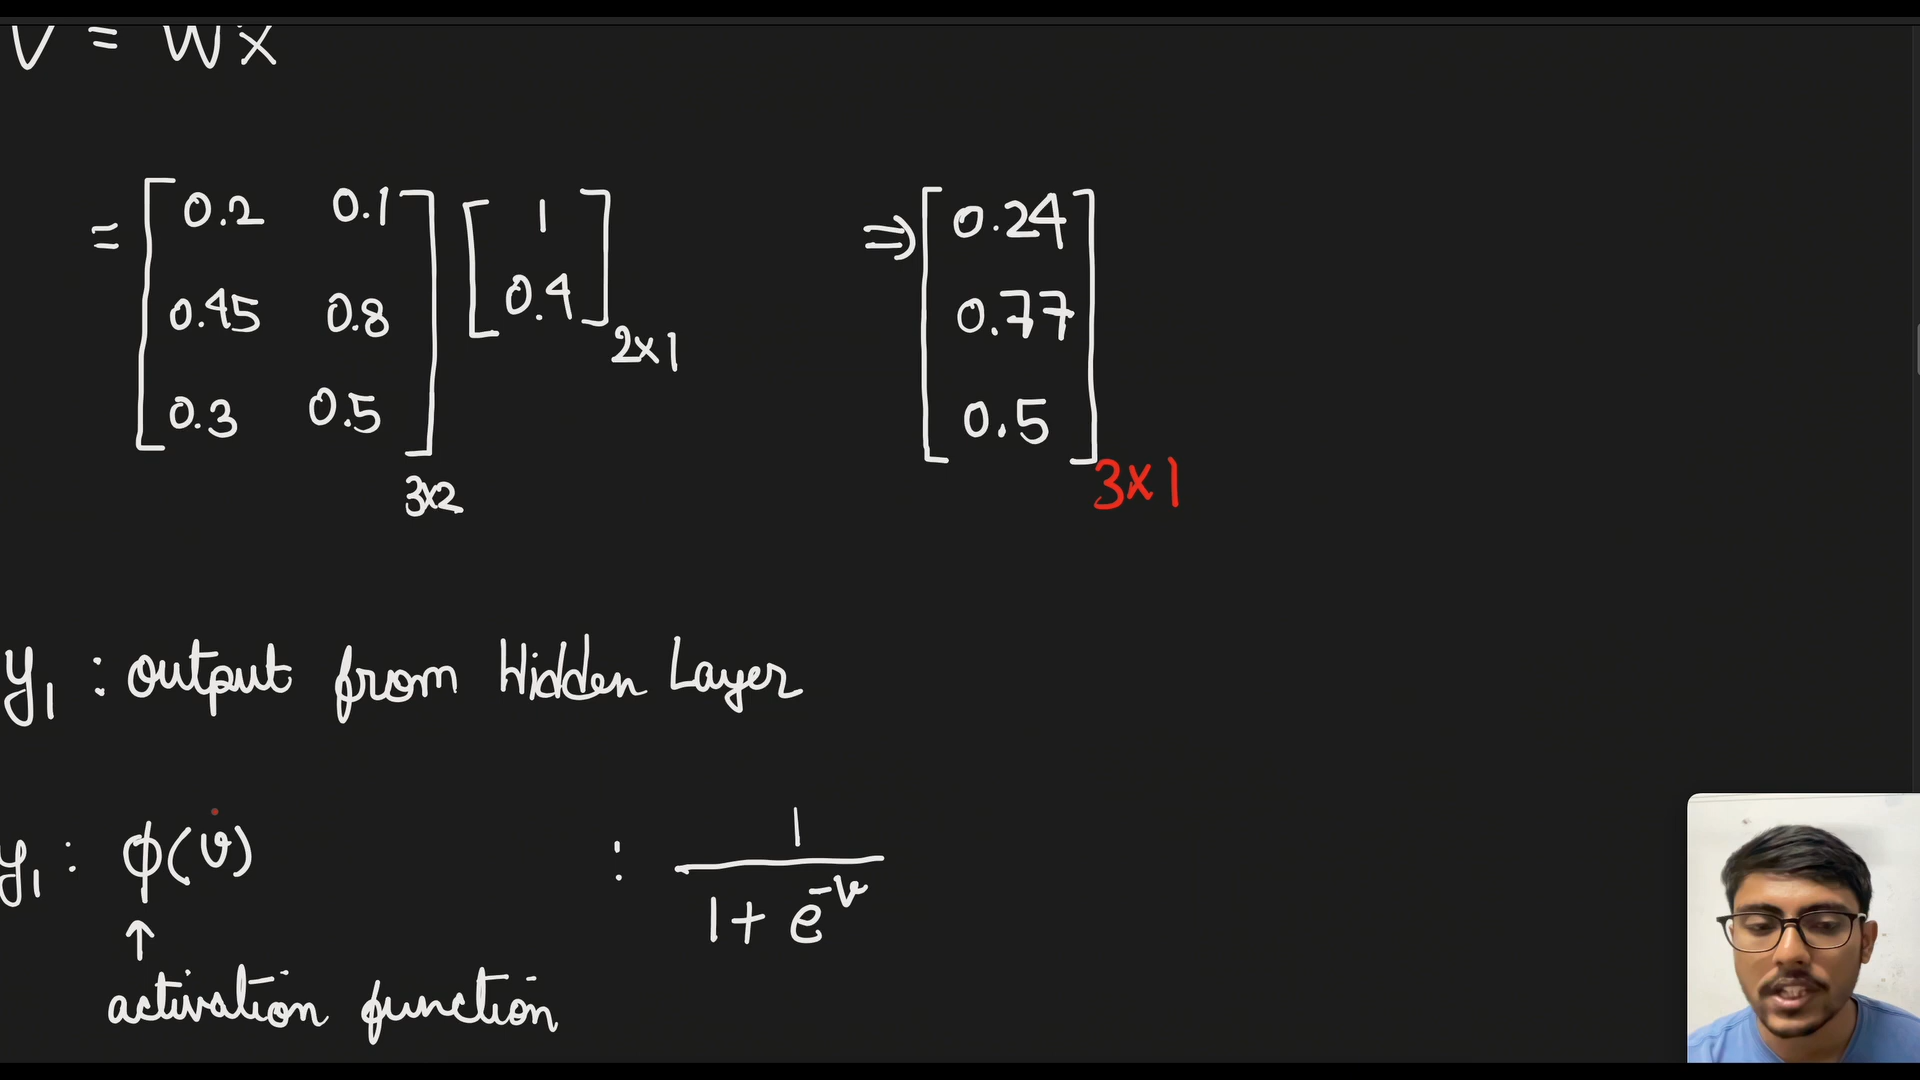 V = Wx
= [0.2 0.1] [1] ⇒ [0.24]
[0.45 0.8] [0.4] [0.77]
2x1
[0.3 0.5] [0.5]
3x2 3x1
y₁ : output from Hidden Layer
y₁ : φ(v) : 1 / (1 + e^-v)
↑
activation function